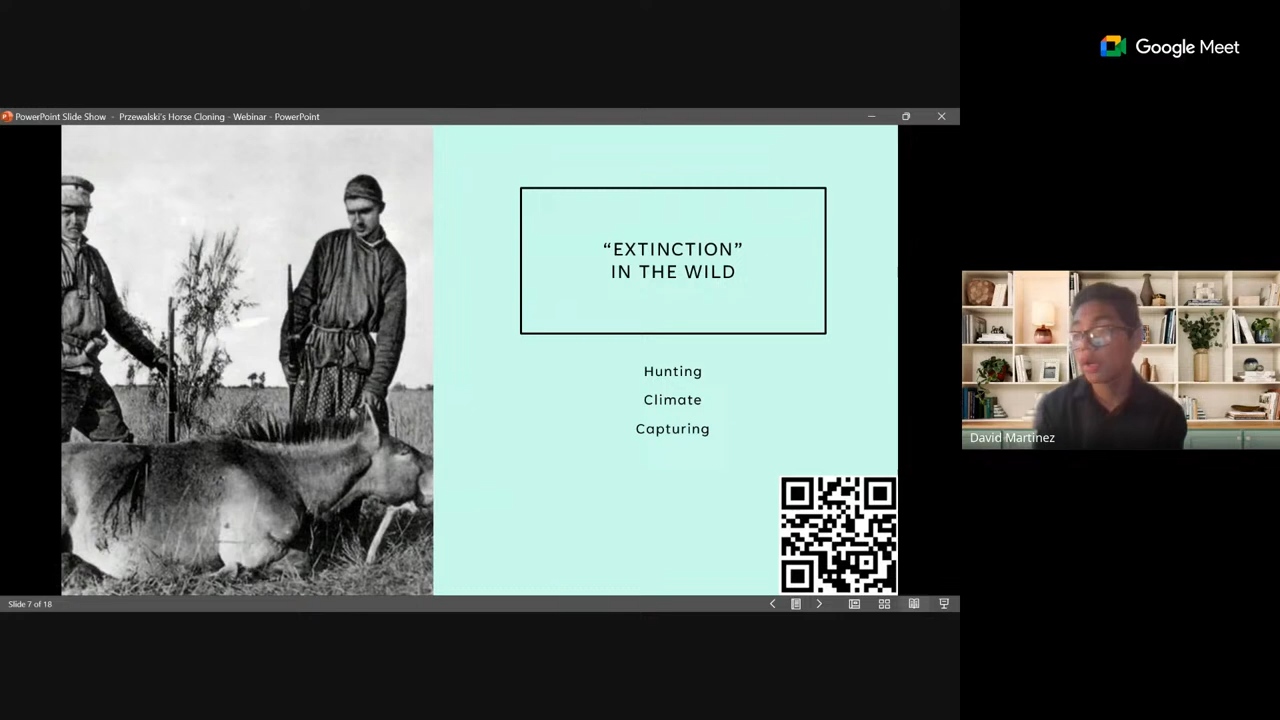 Google Meet
PowerPoint Slide Show - Przewalski's Horse Cloning - Webinar - PowerPoint
“EXTINCTION”
IN THE WILD
Hunting
Climate
Capturing
David Martinez
Slide 7 of 18